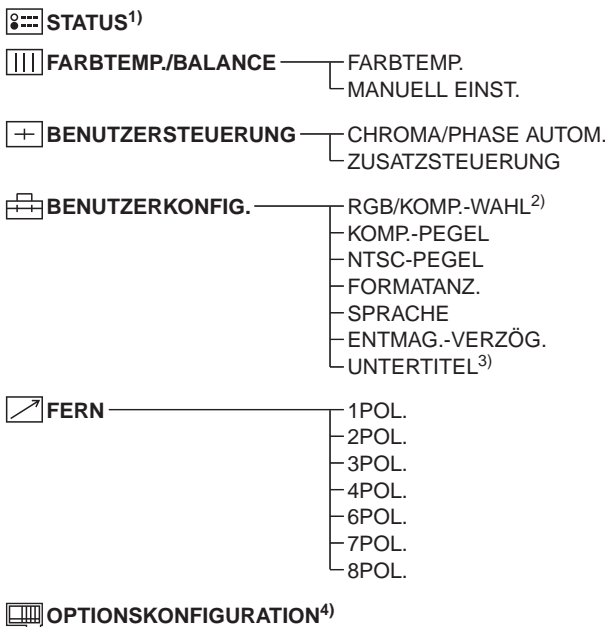 STATUS1)
FARBTEMP./BALANCE FARBTEMP.
MANUELL EINST.
BENUTZERSTEUERUNG CHROMA/PHASE AUTOM.
ZUSATZSTEUERUNG
BENUTZERKONFIG. RGB/KOMP.-WAHL2)
KOMP.-PEGEL
NTSC-PEGEL
FORMATANZ.
SPRACHE
ENTMAG.-VERZÖG.
UNTERTITEL3)
FERN 1POL.
2POL.
3POL.
4POL.
6POL.
7POL.
8POL.
OPTIONSKONFIGURATION4)